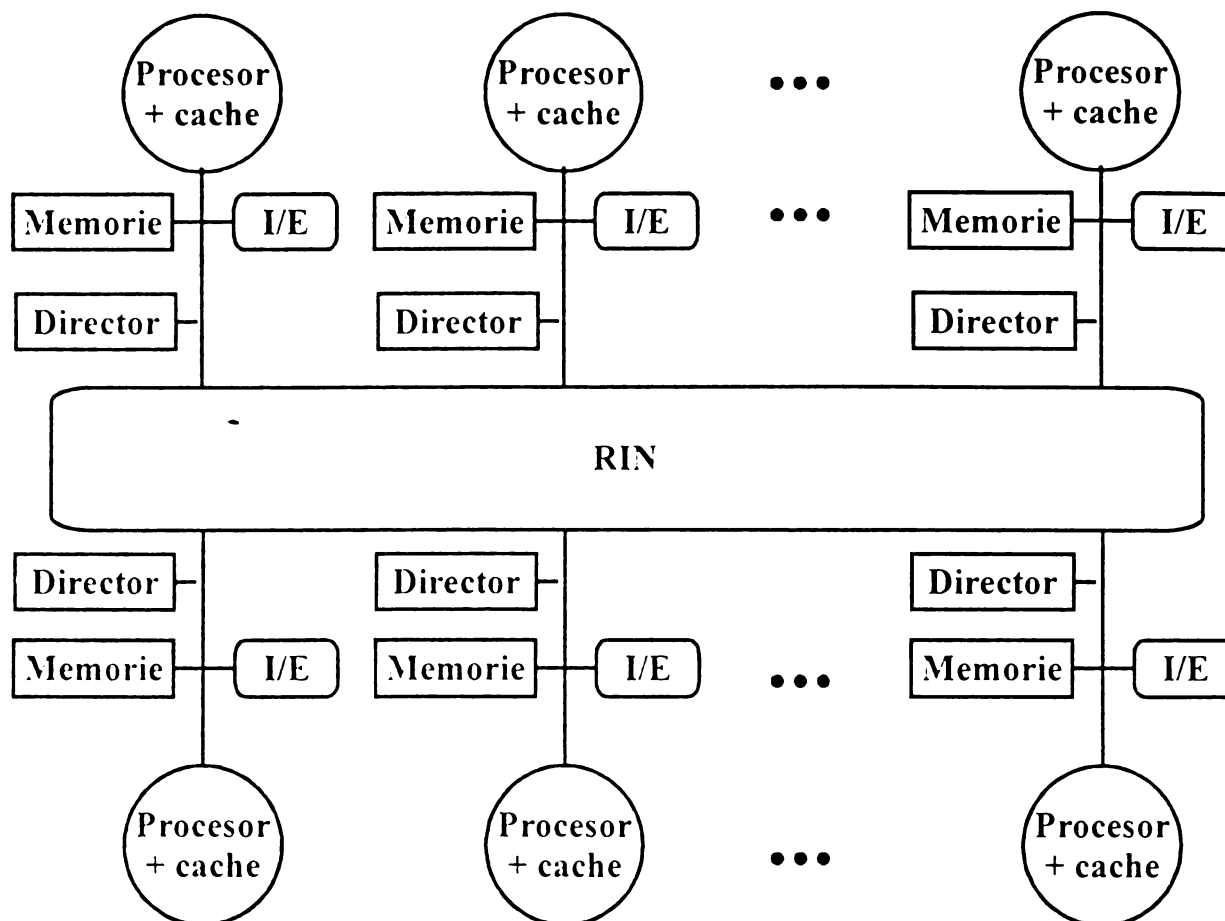 Procesor
+ cache
Procesor
+ cache
Procesor
+ cache
Memorie
I/E
Memorie
I/E
Memorie
I/E
Director
Director
Director
RIN
Director
Director
Director
Memorie
I/E
Memorie
I/E
Memorie
I/E
Procesor
+ cache
Procesor
+ cache
Procesor
+ cache